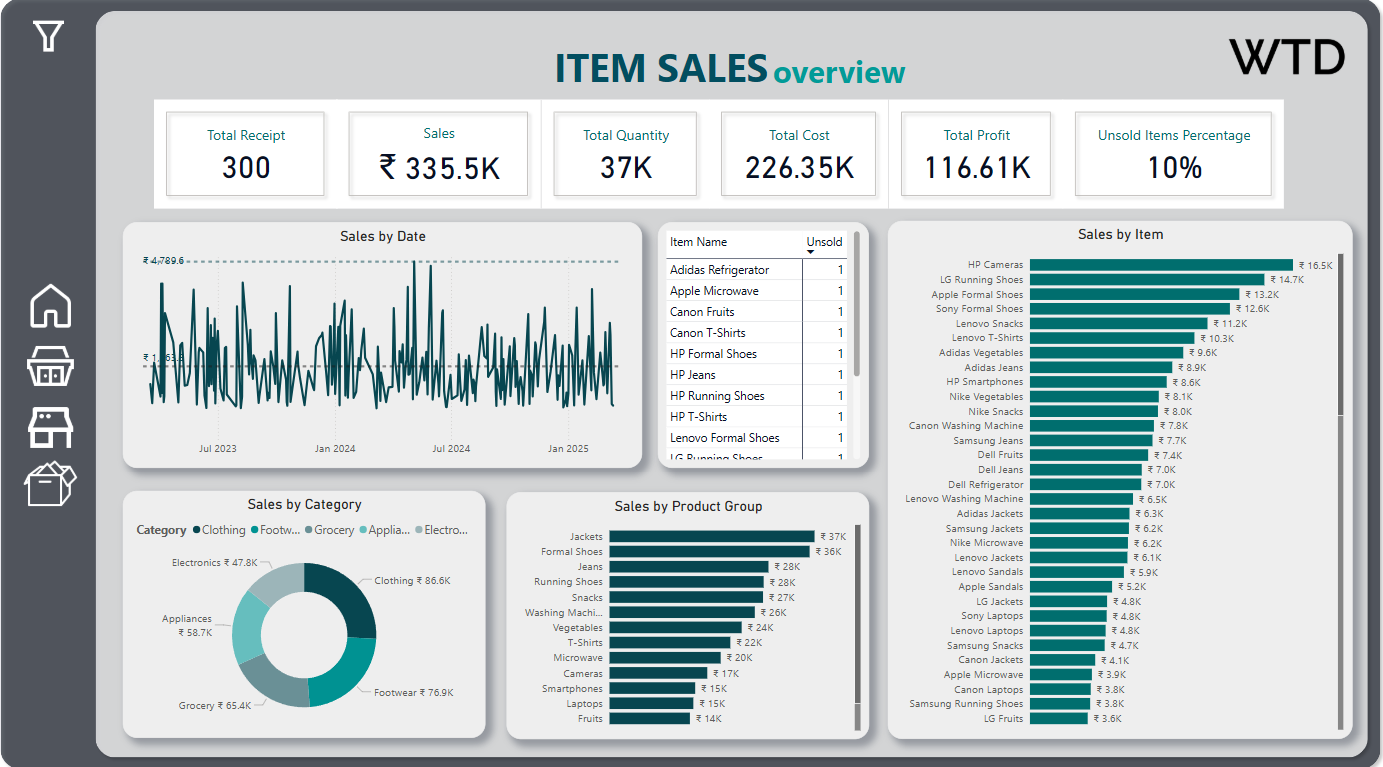 ITEM SALES overview
WTD
Total Receipt
300
Sales
₹ 335.5K
Total Quantity
37K
Total Cost
226.35K
Total Profit
116.61K
Unsold Items Percentage
10%
Sales by Date
₹ 4,789.6
Jul 2023 Jan 2024 Jul 2024 Jan 2025
Item Name Unsold
Adidas Refrigerator 1
Apple Microwave 1
Canon Fruits 1
Canon T-Shirts 1
HP Formal Shoes 1
HP Jeans 1
HP Running Shoes 1
HP T-Shirts 1
Lenovo Formal Shoes 1
LG Running Shoes 1
Sales by Item
HP Cameras ₹ 16.5K
LG Running Shoes ₹ 14.7K
Apple Formal Shoes ₹ 13.2K
Sony Formal Shoes ₹ 12.6K
Lenovo Snacks ₹ 11.2K
Lenovo T-Shirts ₹ 10.3K
Adidas Vegetables ₹ 9.6K
Adidas Jeans ₹ 8.9K
HP Smartphones ₹ 8.6K
Nike Vegetables ₹ 8.1K
Nike Snacks ₹ 8.0K
Canon Washing Machine ₹ 7.8K
Samsung Jeans ₹ 7.7K
Dell Fruits ₹ 7.4K
Dell Jeans ₹ 7.0K
Dell Refrigerator ₹ 7.0K
Lenovo Washing Machine ₹ 6.5K
Adidas Jackets ₹ 6.3K
Samsung Jackets ₹ 6.2K
Nike Microwave ₹ 6.2K
Lenovo Jackets ₹ 6.1K
Lenovo Sandals ₹ 5.9K
Apple Sandals ₹ 5.2K
LG Jackets ₹ 4.8K
Sony Laptops ₹ 4.8K
Lenovo Laptops ₹ 4.8K
Samsung Snacks ₹ 4.7K
Canon Jackets ₹ 4.1K
Apple Microwave ₹ 3.9K
Canon Laptops ₹ 3.8K
Samsung Running Shoes ₹ 3.8K
LG Fruits ₹ 3.6K
Sales by Category
Category Clothing Footw... Grocery Applia... Electro...
Electronics ₹ 47.8K
Clothing ₹ 86.6K
Appliances
₹ 58.7K
Footwear ₹ 76.9K
Grocery ₹ 65.4K
Sales by Product Group
Jackets ₹ 37K
Formal Shoes ₹ 36K
Jeans ₹ 28K
Running Shoes ₹ 28K
Snacks ₹ 27K
Washing Machi... ₹ 26K
Vegetables ₹ 24K
T-Shirts ₹ 22K
Microwave ₹ 20K
Cameras ₹ 17K
Smartphones ₹ 15K
Laptops ₹ 15K
Fruits ₹ 14K